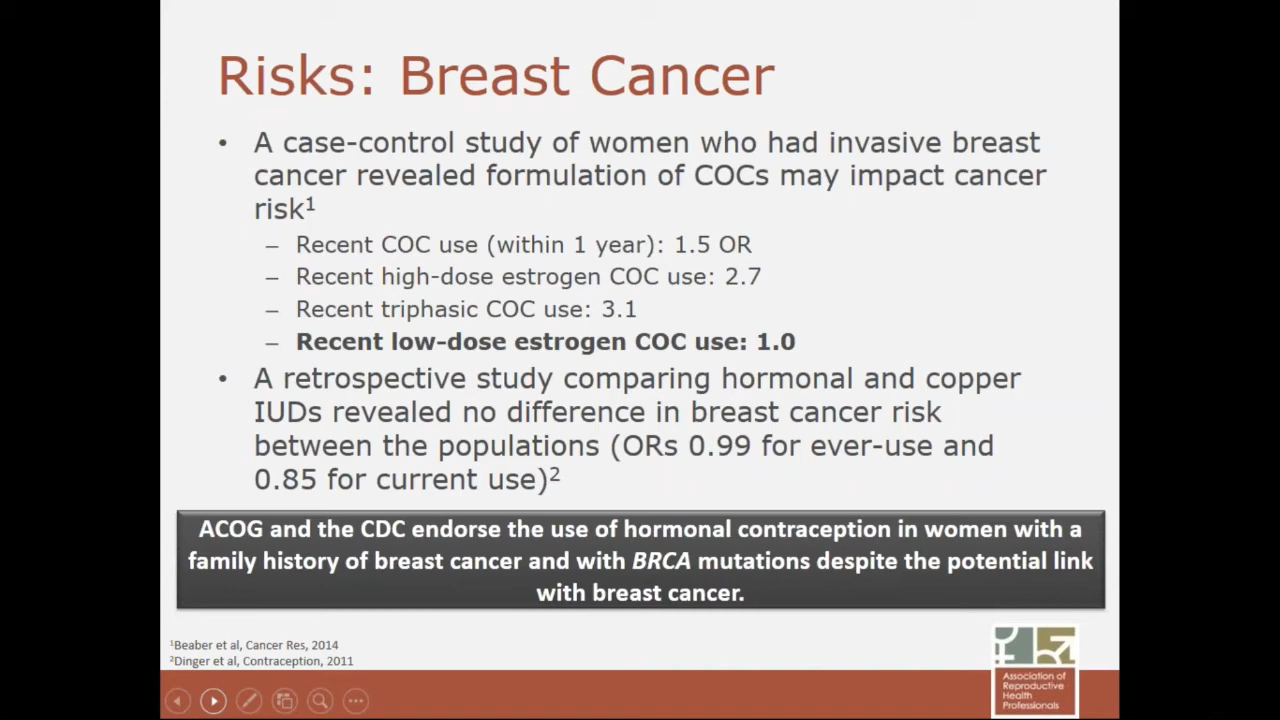 Risks: Breast Cancer
• A case-control study of women who had invasive breast
cancer revealed formulation of COCs may impact cancer
risk¹
– Recent COC use (within 1 year): 1.5 OR
– Recent high-dose estrogen COC use: 2.7
– Recent triphasic COC use: 3.1
– Recent low-dose estrogen COC use: 1.0
• A retrospective study comparing hormonal and copper
IUDs revealed no difference in breast cancer risk
between the populations (ORs 0.99 for ever-use and
0.85 for current use)²
ACOG and the CDC endorse the use of hormonal contraception in women with a
family history of breast cancer and with BRCA mutations despite the potential link
with breast cancer.
¹Beaber et al, Cancer Res, 2014
²Dinger et al, Contraception, 2011
Association of
Reproductive
Health
Professionals